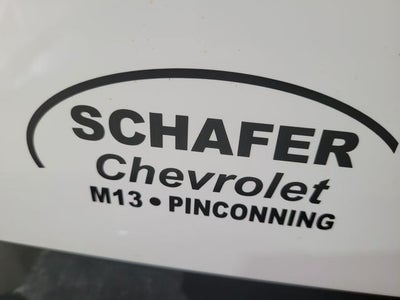 SCHAFER
Chevrolet
M13 • PINCONNING